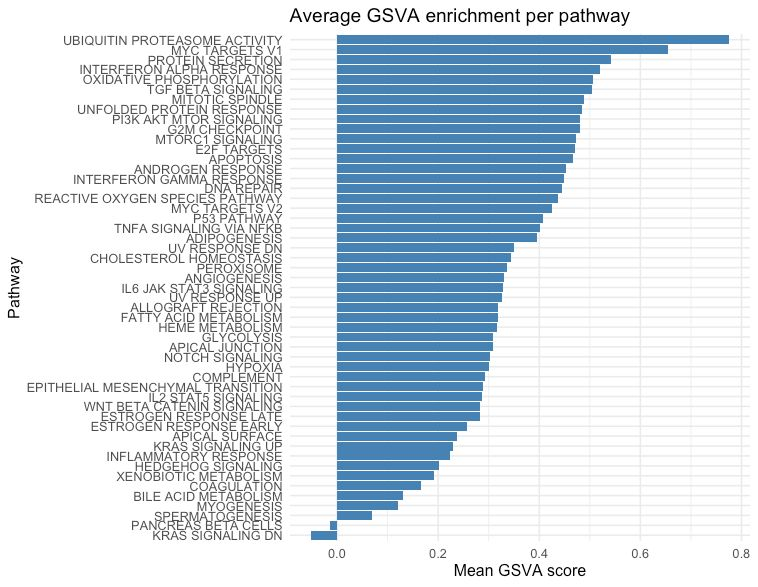 Average GSVA enrichment per pathway
UBIQUITIN PROTEASOME ACTIVITY
MYC TARGETS V1
PROTEIN SECRETION
INTERFERON ALPHA RESPONSE
OXIDATIVE PHOSPHORYLATION
TGF BETA SIGNALING
MITOTIC SPINDLE
UNFOLDED PROTEIN RESPONSE
PI3K AKT MTOR SIGNALING
G2M CHECKPOINT
MTORC1 SIGNALING
E2F TARGETS
APOPTOSIS
ANDROGEN RESPONSE
INTERFERON GAMMA RESPONSE
DNA REPAIR
REACTIVE OXYGEN SPECIES PATHWAY
MYC TARGETS V2
P53 PATHWAY
TNFA SIGNALING VIA NFKB
ADIPOGENESIS
UV RESPONSE DN
CHOLESTEROL HOMEOSTASIS
PEROXISOME
ANGIOGENESIS
IL6 JAK STAT3 SIGNALING
UV RESPONSE UP
ALLOGRAFT REJECTION
FATTY ACID METABOLISM
HEME METABOLISM
GLYCOLYSIS
APICAL JUNCTION
NOTCH SIGNALING
HYPOXIA
COMPLEMENT
EPITHELIAL MESENCHYMAL TRANSITION
IL2 STAT5 SIGNALING
WNT BETA CATENIN SIGNALING
ESTROGEN RESPONSE LATE
ESTROGEN RESPONSE EARLY
APICAL SURFACE
KRAS SIGNALING UP
INFLAMMATORY RESPONSE
HEDGEHOG SIGNALING
XENOBIOTIC METABOLISM
COAGULATION
BILE ACID METABOLISM
MYOGENESIS
SPERMATOGENESIS
PANCREAS BETA CELLS
KRAS SIGNALING DN
Pathway
0.0 0.2 0.4 0.6 0.8
Mean GSVA score